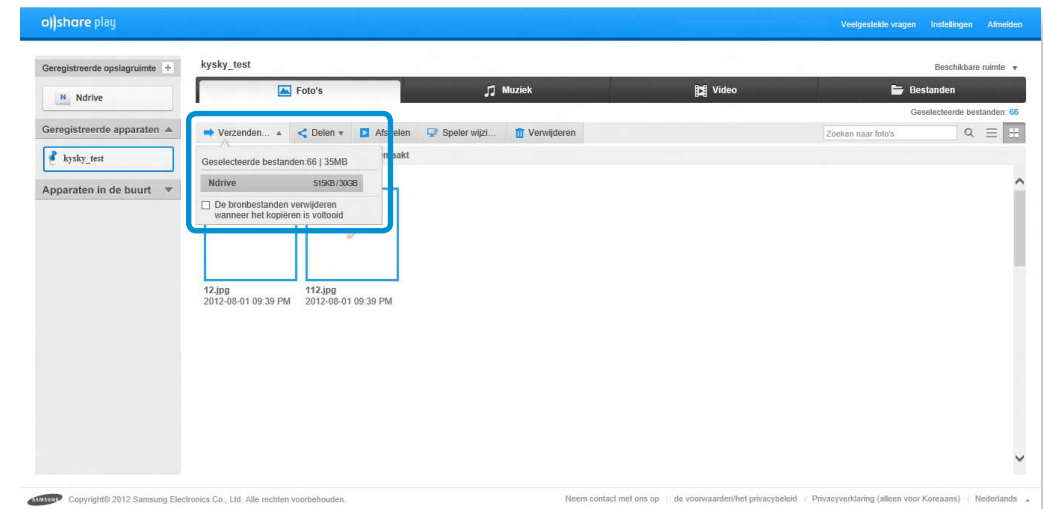 allshare play
Veelgestelde vragen Instellingen Afmelden
Geregistreerde opslagruimte +
Ndrive
Geregistreerde apparaten
kysky_test
Apparaten in de buurt
kysky_test
Beschikbare ruimte
Foto's Muziek Video Bestanden
Geselecteerde bestanden: 66
Verzenden... Delen Afspelen Speler wijzi... Verwijderen
Zoeken naar foto's
Geselecteerde bestanden:66 | 35MB
Ndrive 515KB/30GB
De bronbestanden verwijderen
wanneer het kopiëren is voltooid
12.jpg 112.jpg
2012-08-01 09:39 PM 2012-08-01 09:39 PM
SAMSUNG Copyright© 2012 Samsung Electronics Co., Ltd. Alle rechten voorbehouden.
Neem contact met ons op | de voorwaarden/het privacybeleid | Privacyverklaring (alleen voor Koreaans) | Nederlands